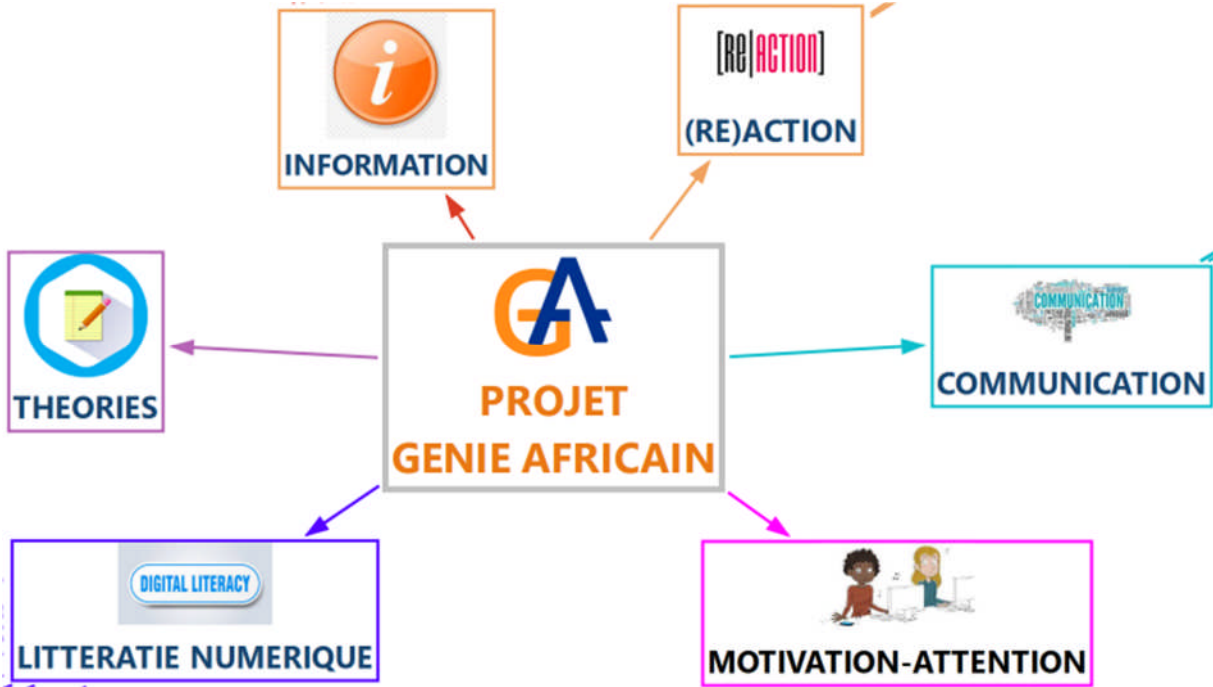 i
INFORMATION
[RE|ACTION]
(RE)ACTION
GA
PROJET
GENIE AFRICAIN
THEORIES
COMMUNICATION
COMMUNICATION
DIGITAL LITERACY
LITTERATIE NUMERIQUE
MOTIVATION-ATTENTION